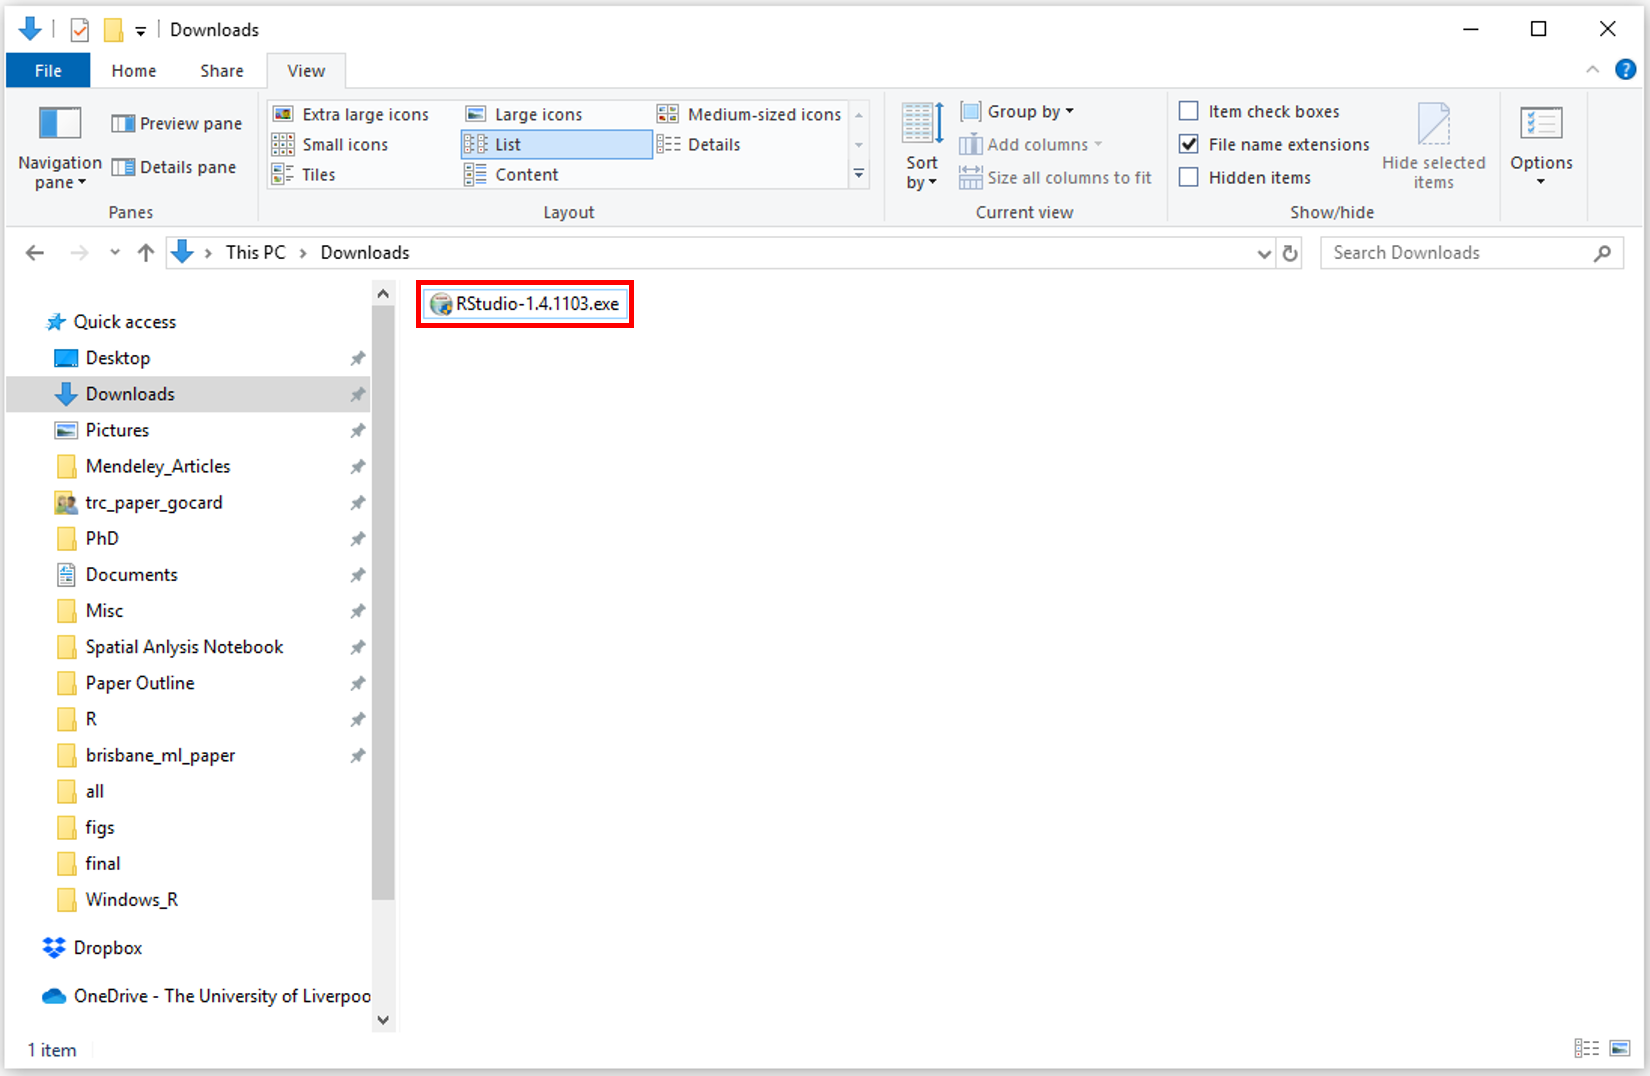 Downloads
File Home Share View
Navigation pane
Preview pane
Details pane
Panes
Extra large icons Large icons Medium-sized icons
Small icons List Details
Tiles Content
Layout
Sort by
Group by
Add columns
Size all columns to fit
Current view
Item check boxes
File name extensions
Hidden items
Hide selected items
Show/hide
Options
This PC Downloads
Search Downloads
RStudio-1.4.1103.exe
Quick access
Desktop
Downloads
Pictures
Mendeley_Articles
trc_paper_gocard
PhD
Documents
Misc
Spatial Anlysis Notebook
Paper Outline
R
brisbane_ml_paper
all
figs
final
Windows_R
Dropbox
OneDrive - The University of Liverpoo
1 item